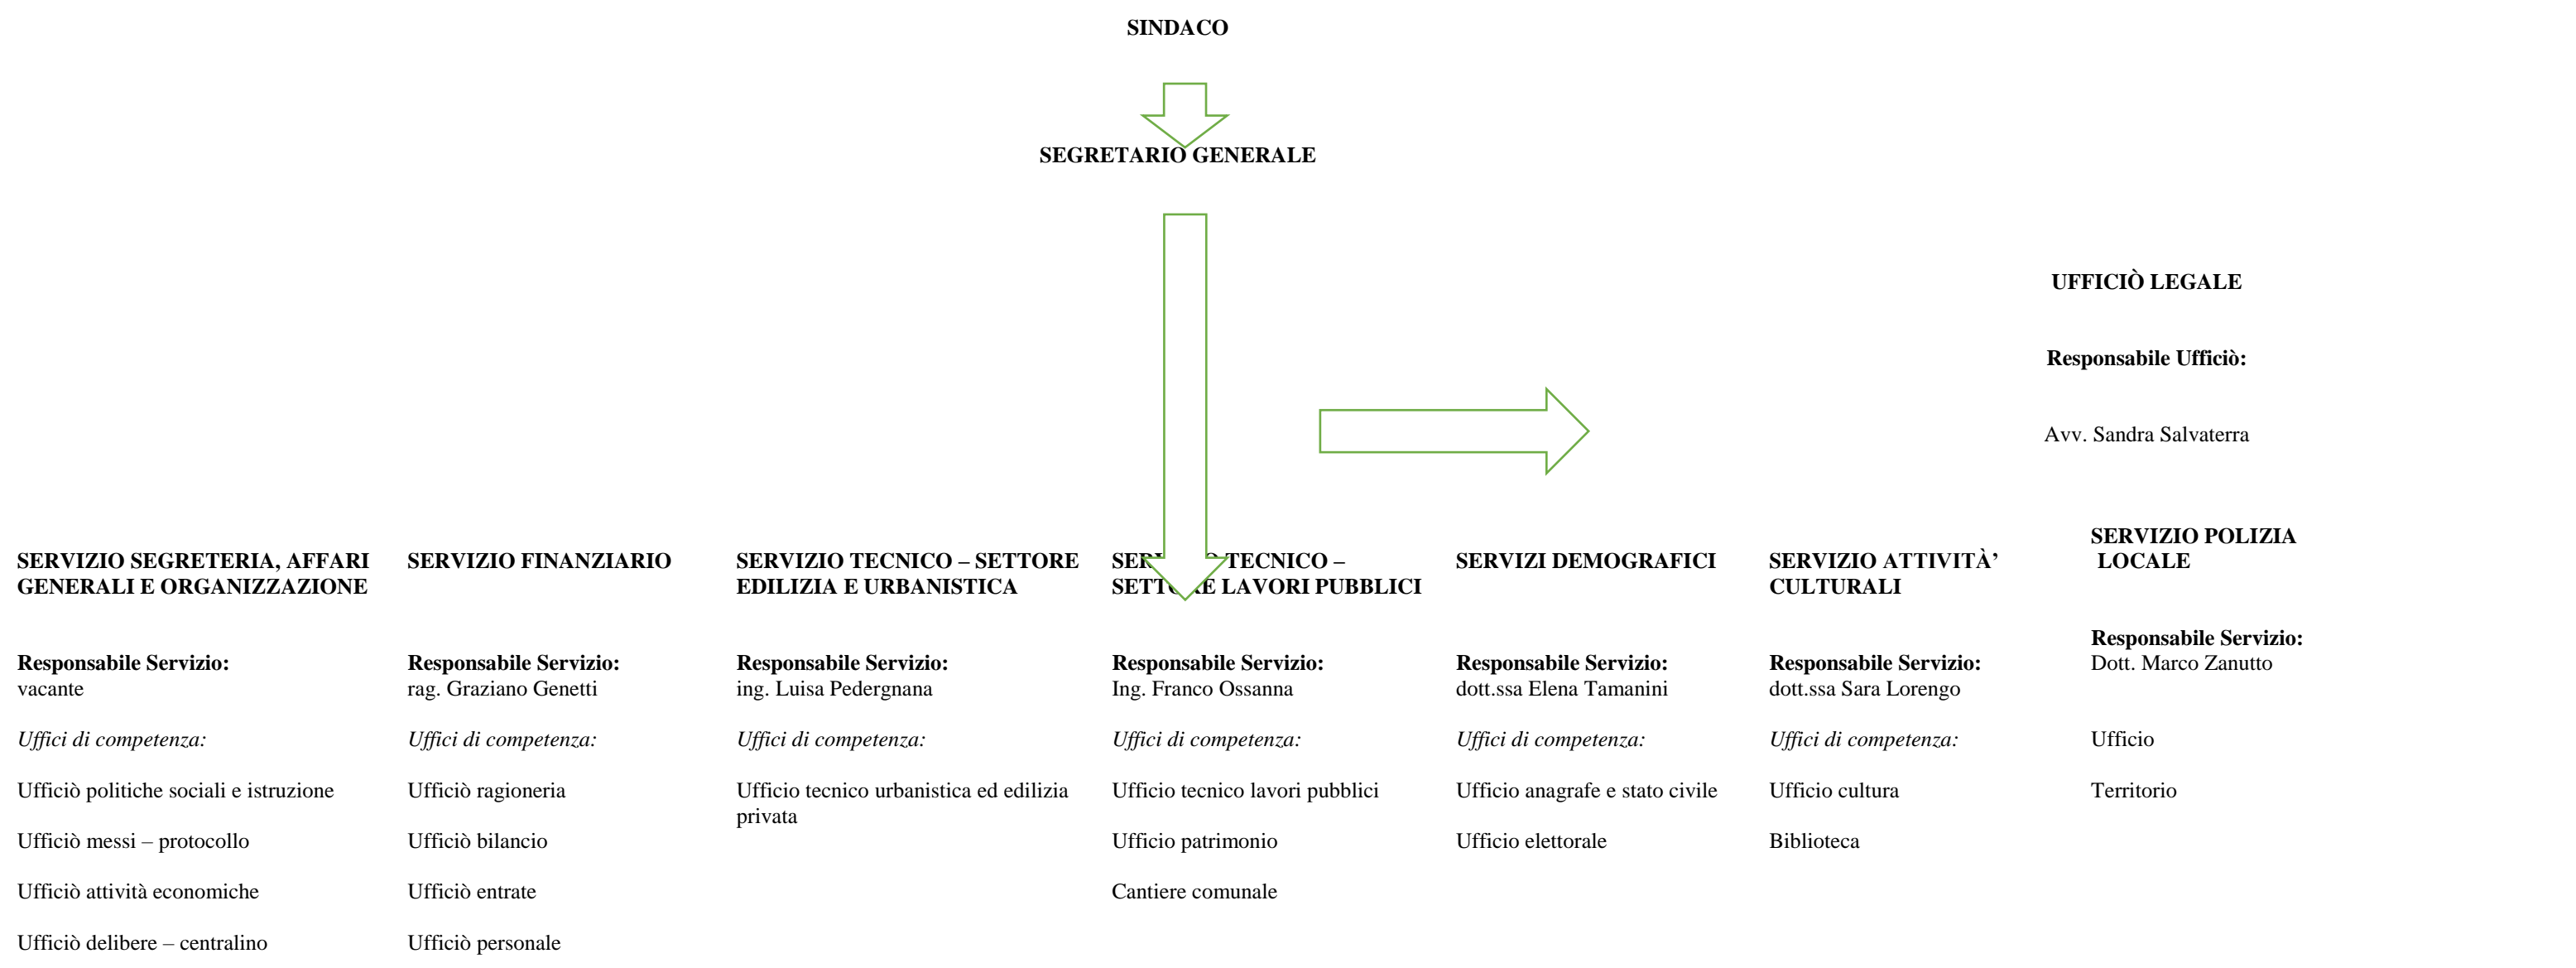 SINDACO
SEGRETARIO GENERALE
UFFICIÒ LEGALE
Responsabile Ufficiò:
Avv. Sandra Salvaterra
SERVIZIO SEGRETERIA, AFFARI
GENERALI E ORGANIZZAZIONE
Responsabile Servizio:
vacante
Uffici di competenza:
Ufficiò politiche sociali e istruzione
Ufficiò messi – protocollo
Ufficiò attività economiche
Ufficiò delibere – centralino
SERVIZIO FINANZIARIO
Responsabile Servizio:
rag. Graziano Genetti
Uffici di competenza:
Ufficiò ragioneria
Ufficiò bilancio
Ufficiò entrate
Ufficiò personale
SERVIZIO TECNICO – SETTORE
EDILIZIA E URBANISTICA
Responsabile Servizio:
ing. Luisa Pedergnana
Uffici di competenza:
Ufficio tecnico urbanistica ed edilizia
privata
SERVIZIO TECNICO –
SETTORE LAVORI PUBBLICI
Responsabile Servizio:
Ing. Franco Ossanna
Uffici di competenza:
Ufficio tecnico lavori pubblici
Ufficio patrimonio
Cantiere comunale
SERVIZI DEMOGRAFICI
Responsabile Servizio:
dott.ssa Elena Tamanini
Uffici di competenza:
Ufficio anagrafe e stato civile
Ufficio elettorale
SERVIZIO ATTIVITÀ’
CULTURALI
Responsabile Servizio:
dott.ssa Sara Lorengo
Uffici di competenza:
Ufficio cultura
Biblioteca
SERVIZIO POLIZIA
LOCALE
Responsabile Servizio:
Dott. Marco Zanutto
Ufficio
Territorio